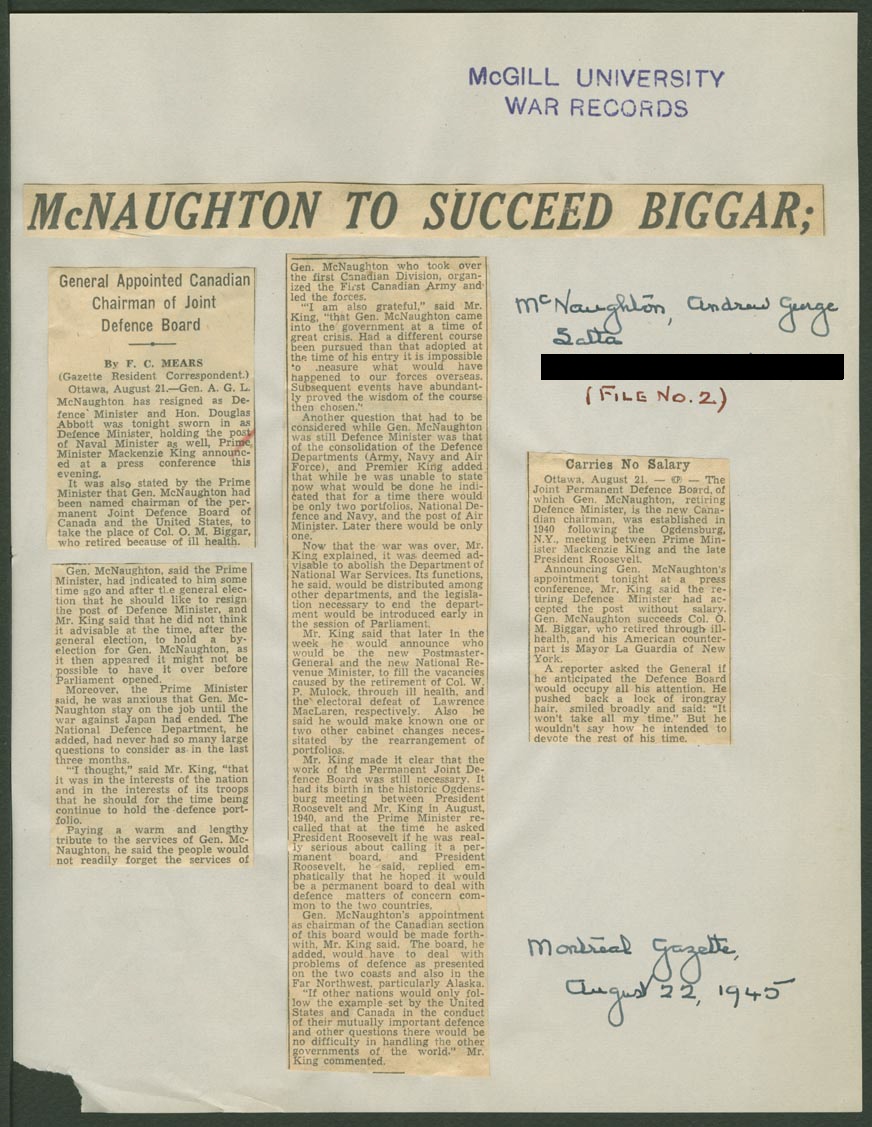 McGILL UNIVERSITY
WAR RECORDS
McNAUGHTON TO SUCCEED BIGGAR;
General Appointed Canadian
Chairman of Joint
Defence Board
By F. C. MEARS
(Gazette Resident Correspondent.)
Ottawa, August 21.—Gen. A. G. L.
McNaughton has resigned as De-
fence Minister and Hon. Douglas
Abbott was tonight sworn in as
Defence Minister, holding the post
of Naval Minister as well, Prime
Minister Mackenzie King announc-
ed at a press conference this
evening.
It was also stated by the Prime
Minister that Gen. McNaughton had
been named chairman of the per-
manent Joint Defence Board of
Canada and the United States, to
take the place of Col. O. M. Biggar,
who retired because of ill health.
Gen. McNaughton, said the Prime
Minister, had indicated to him some
time ago and after the general elec-
tion that he should like to resign
the post of Defence Minister, and
Mr. King said that he did not think
it advisable at the time, after the
general election, to hold a by-
election for Gen. McNaughton, as
it then appeared it might not be
possible to have it over before
Parliament opened.
Moreover, the Prime Minister
said, he was anxious that Gen. Mc-
Naughton stay on the job until the
war against Japan had ended. The
National Defence Department, he
added, had never had so many large
questions to consider as in the last
three months.
"'I thought," said Mr. King, "that
it was in the interests of the nation
and in the interests of its troops
that he should for the time being
continue to hold the defence port-
folio.
Paying a warm and lengthy
tribute to the services of Gen. Mc-
Naughton, he said the people would
not readily forget the services of
Gen. McNaughton who took over
the first Canadian Division, organ-
ized the First Canadian Army and
led the forces.
"'I am also grateful," said Mr.
King, "that Gen. McNaughton came
into the government at a time of
great crisis. Had a different course
been pursued than that adopted at
the time of his entry it is impossible
to measure what would have
happened to our forces overseas.
Subsequent events have abundant-
ly proved the wisdom of the course
then chosen."
Another question that had to be
considered while Gen. McNaughton
was still Defence Minister was that
of the consolidation of the Defence
Departments (Army, Navy and Air
Force), and Premier King added
that while he was unable to state
now what would be done he indi-
cated that for a time there would
be only two portfolios, National De-
fence and Navy, and the post of Air
Minister. Later there would be only
one.
Now that the war was over, Mr.
King explained, it was deemed ad-
visable to abolish the Department of
National War Services. Its functions,
he said, would be distributed among
other departments, and the legisla-
tion necessary to end the depart-
ment would be introduced early in
the session of Parliament.
Mr. King said that later in the
week he would announce who
would be the new Postmaster-
General and the new National Re-
venue Minister, to fill the vacancies
caused by the retirement of Col. W.
P. Mulock, through ill health, and
the electoral defeat of Lawrence
MacLaren, respectively. Also he
said he would make known one or
two other cabinet changes neces-
sitated by the rearrangement of
portfolios.
Mr. King made it clear that the
work of the Permanent Joint De-
fence Board was still necessary. It
had its birth in the historic Ogdens-
burg meeting between President
Roosevelt and Mr. King in August,
1940, and the Prime Minister re-
called that at the time he asked
President Roosevelt if he was real-
ly serious about calling it a per-
manent board, and President
Roosevelt, he said, replied em-
phatically that he hoped it would
be a permanent board to deal with
defence matters of concern com-
mon to the two countries.
Gen. McNaughton's appointment
as chairman of the Canadian section
of this board would be made forth-
with, Mr. King said. The board, he
added, would have to deal with
problems of defence as presented
on the two coasts and also in the
Far Northwest, particularly Alaska.
"If other nations would only fol-
low the example set by the United
States and Canada in the conduct
of their mutually important defence
and other questions there would be
no difficulty in handling the other
governments of the world." Mr.
King commented.
McNaughton, Andrew George
Latta
(FILE NO. 2)
Carries No Salary
Ottawa, August 21. — (CP) — The
Joint Permanent Defence Board, of
which Gen. McNaughton, retiring
Defence Minister, is the new Cana-
dian chairman, was established in
1940 following the Ogdensburg,
N.Y., meeting between Prime Min-
ister Mackenzie King and the late
President Roosevelt.
Announcing Gen. McNaughton's
appointment tonight at a press
conference, Mr. King said the re-
tiring Defence Minister had ac-
cepted the post without salary.
Gen. McNaughton succeeds Col. O.
M. Biggar, who retired through ill-
health, and his American counter-
part is Mayor La Guardia of New
York.
A reporter asked the General if
he anticipated the Defence Board
would occupy all his attention. He
pushed back a lock of irongray
hair, smiled broadly and said: "It
won't take all my time." But he
wouldn't say how he intended to
devote the rest of his time.
Montreal Gazette,
August 22, 1945